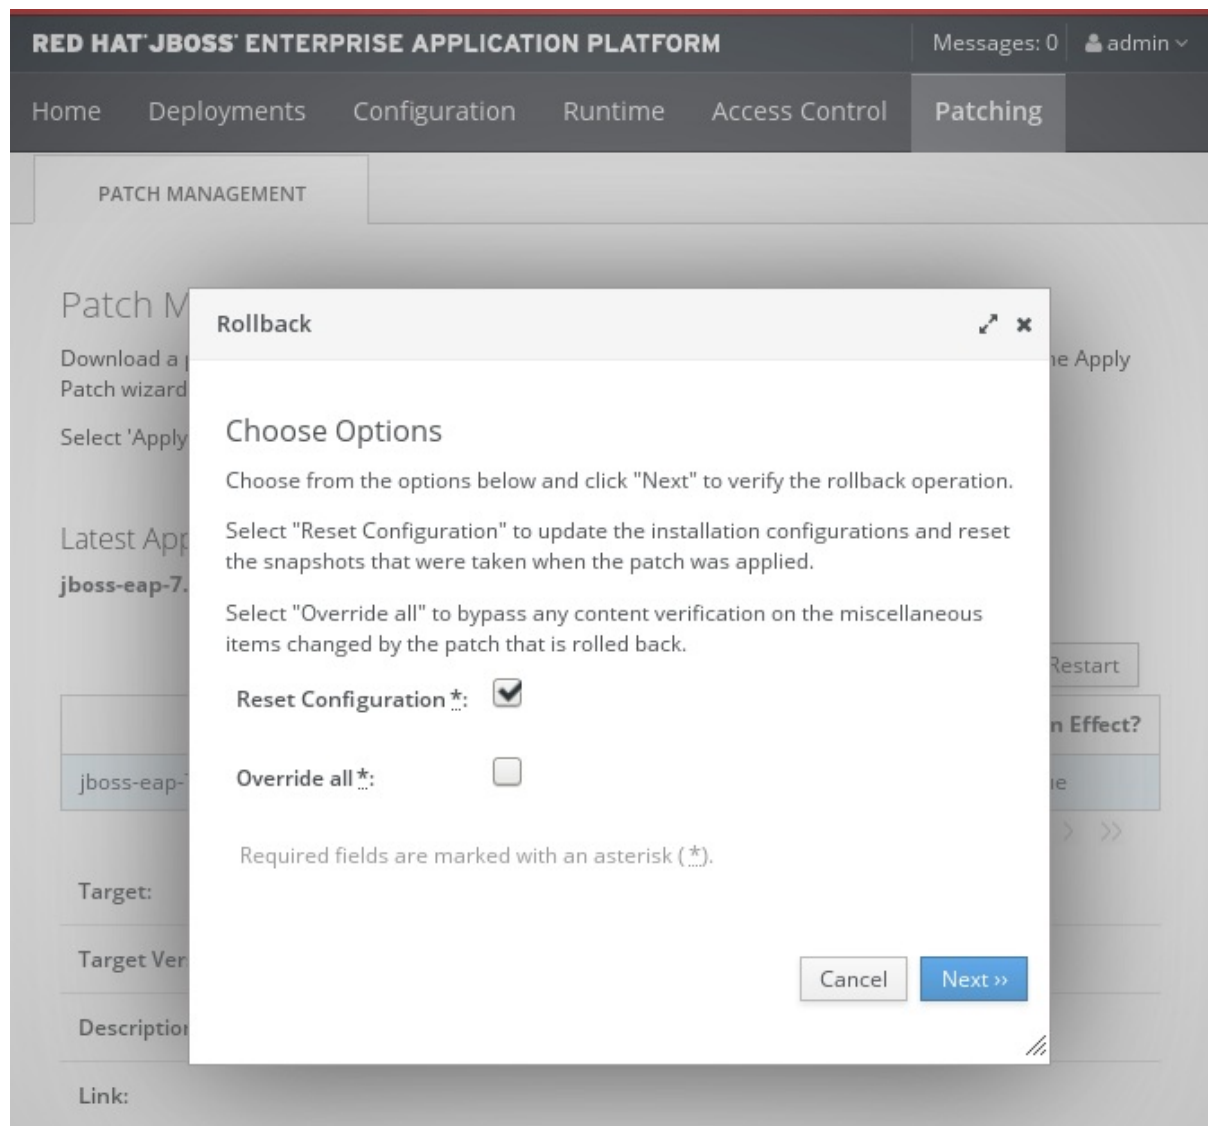 RED HAT JBOSS ENTERPRISE APPLICATION PLATFORM
Messages: 0
admin
Home Deployments Configuration Runtime Access Control Patching
PATCH MANAGEMENT
Patch
Rollback
Download a
he Apply
Patch wizard
Select 'Apply
Choose Options
Choose from the options below and click "Next" to verify the rollback operation.
Select "Reset Configuration" to update the installation configurations and reset
the snapshots that were taken when the patch was applied.
Latest App
jboss-eap-7.
Select "Override all" to bypass any content verification on the miscellaneous
items changed by the patch that is rolled back.
Restart
Reset Configuration *:
n Effect?
Override all *:
jboss-eap-
ue
Required fields are marked with an asterisk ( *).
Target:
Target Ver
Cancel
Next ››
Description
Link: